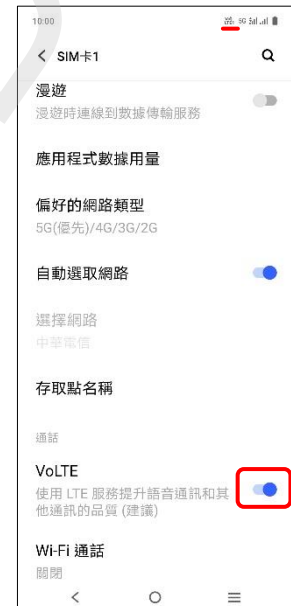 10:00
5G
SIM卡1
漫遊
漫遊時連線到數據傳輸服務
應用程式數據用量
偏好的網路類型
5G(優先)/4G/3G/2G
自動選取網路
選擇網路
中華電信
存取點名稱
通話
VoLTE
使用 LTE 服務提升語音通訊和其
他通訊的品質 (建議)
Wi-Fi 通話
關閉